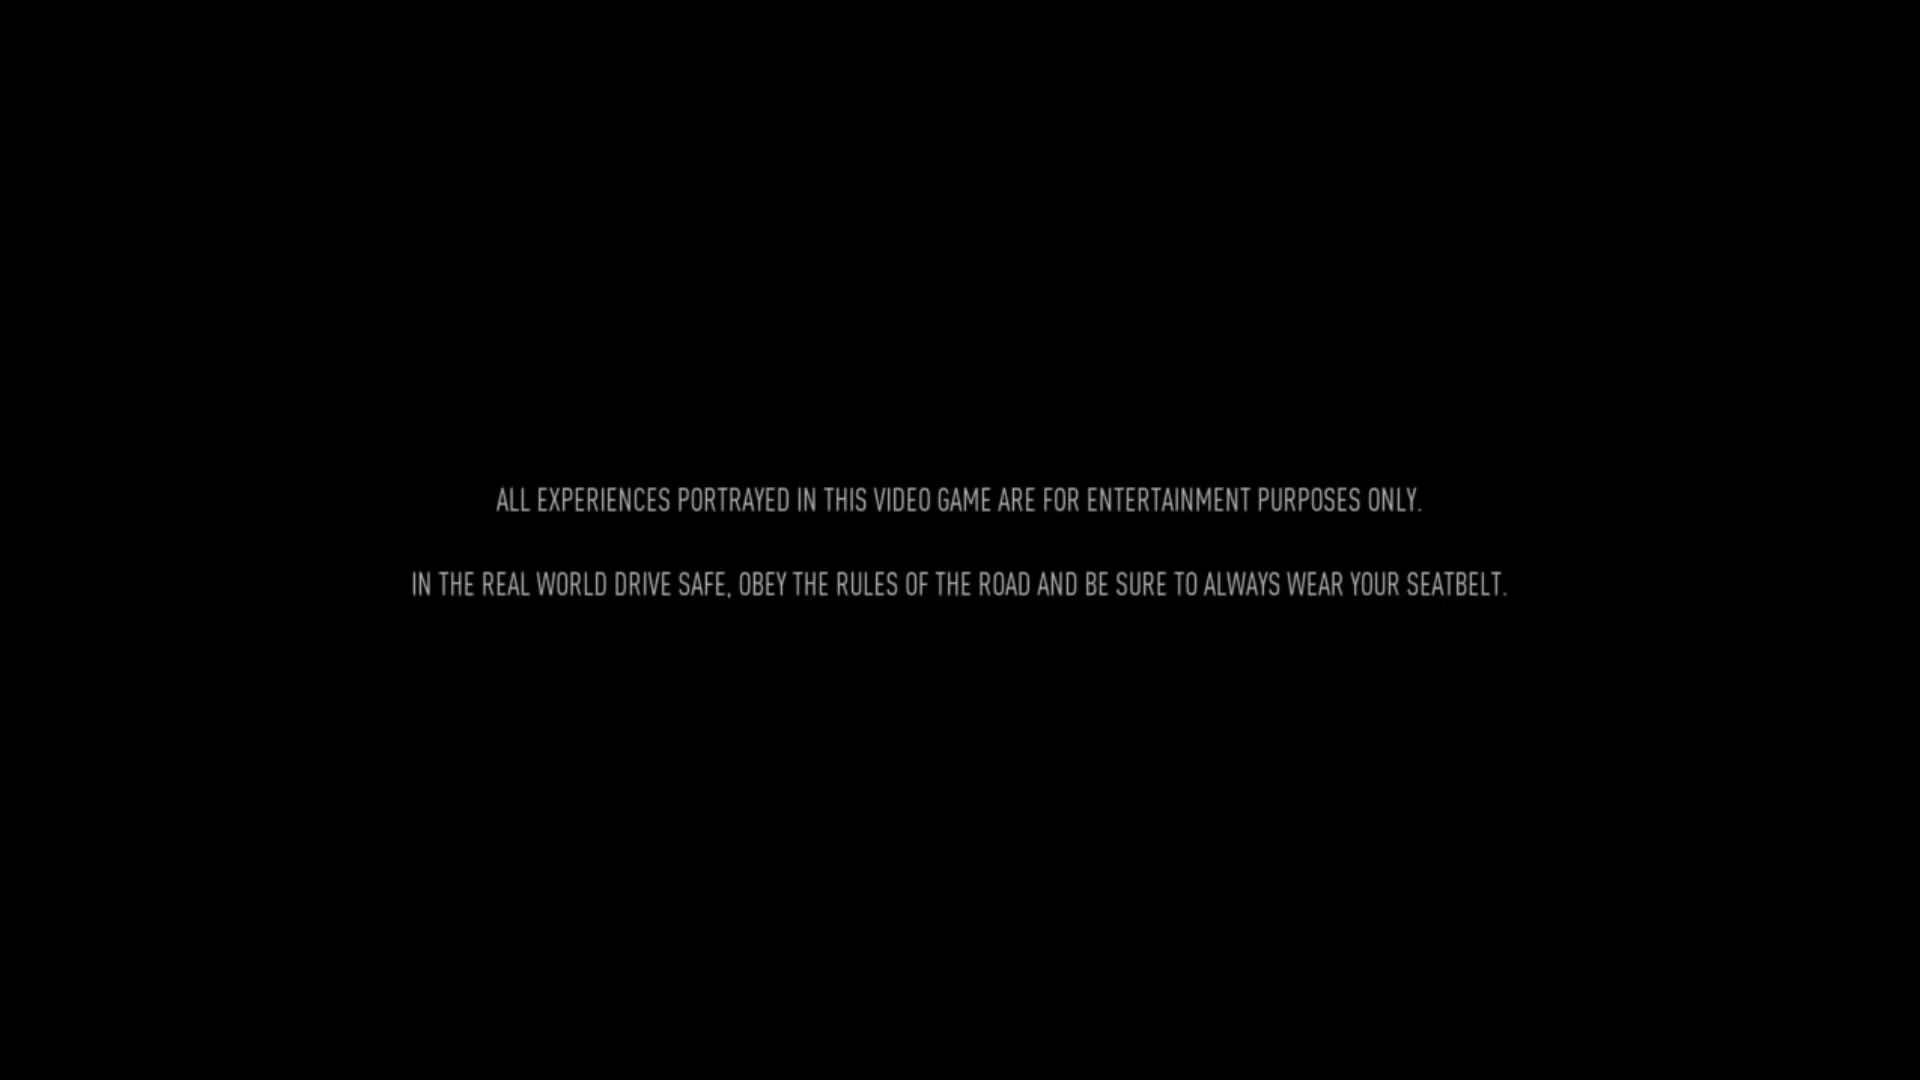 ALL EXPERIENCES PORTRAYED IN THIS VIDEO GAME ARE FOR ENTERTAINMENT PURPOSES ONLY.
IN THE REAL WORLD DRIVE SAFE, OBEY THE RULES OF THE ROAD AND BE SURE TO ALWAYS WEAR YOUR SEATBELT.